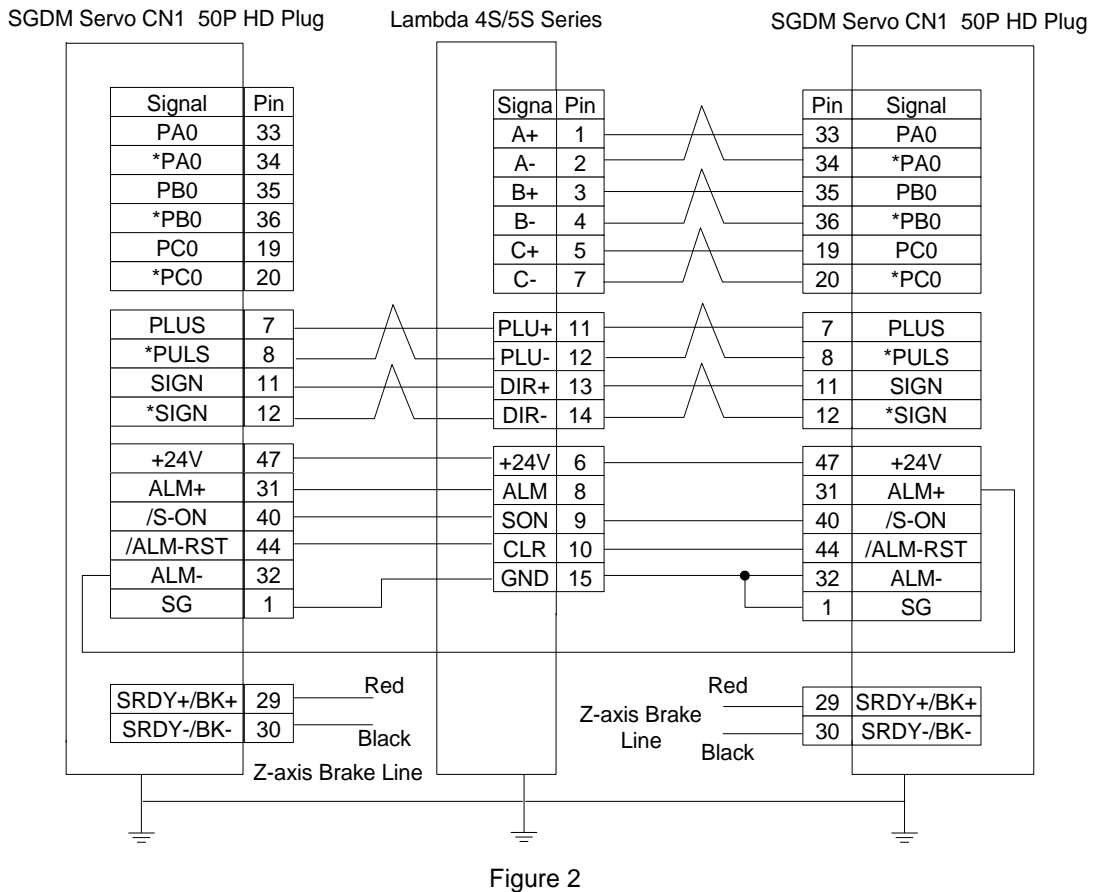 SGDM Servo CN1 50P HD Plug
Lambda 4S/5S Series
SGDM Servo CN1 50P HD Plug
Signal Pin
PA0 33
*PA0 34
PB0 35
*PB0 36
PC0 19
*PC0 20
PLUS 7
*PULS 8
SIGN 11
*SIGN 12
+24V 47
ALM+ 31
/S-ON 40
/ALM-RST 44
ALM- 32
SG 1
SRDY+/BK+ 29
SRDY-/BK- 30
Red
Black
Z-axis Brake Line
Signa Pin
A+ 1
A- 2
B+ 3
B- 4
C+ 5
C- 7
PLU+ 11
PLU- 12
DIR+ 13
DIR- 14
+24V 6
ALM 8
SON 9
CLR 10
GND 15
Pin Signal
33 PA0
34 *PA0
35 PB0
36 *PB0
19 PC0
20 *PC0
7 PLUS
8 *PULS
11 SIGN
12 *SIGN
47 +24V
31 ALM+
40 /S-ON
44 /ALM-RST
32 ALM-
1 SG
Red
Z-axis Brake
Line
Black
29 SRDY+/BK+
30 SRDY-/BK-
Figure 2